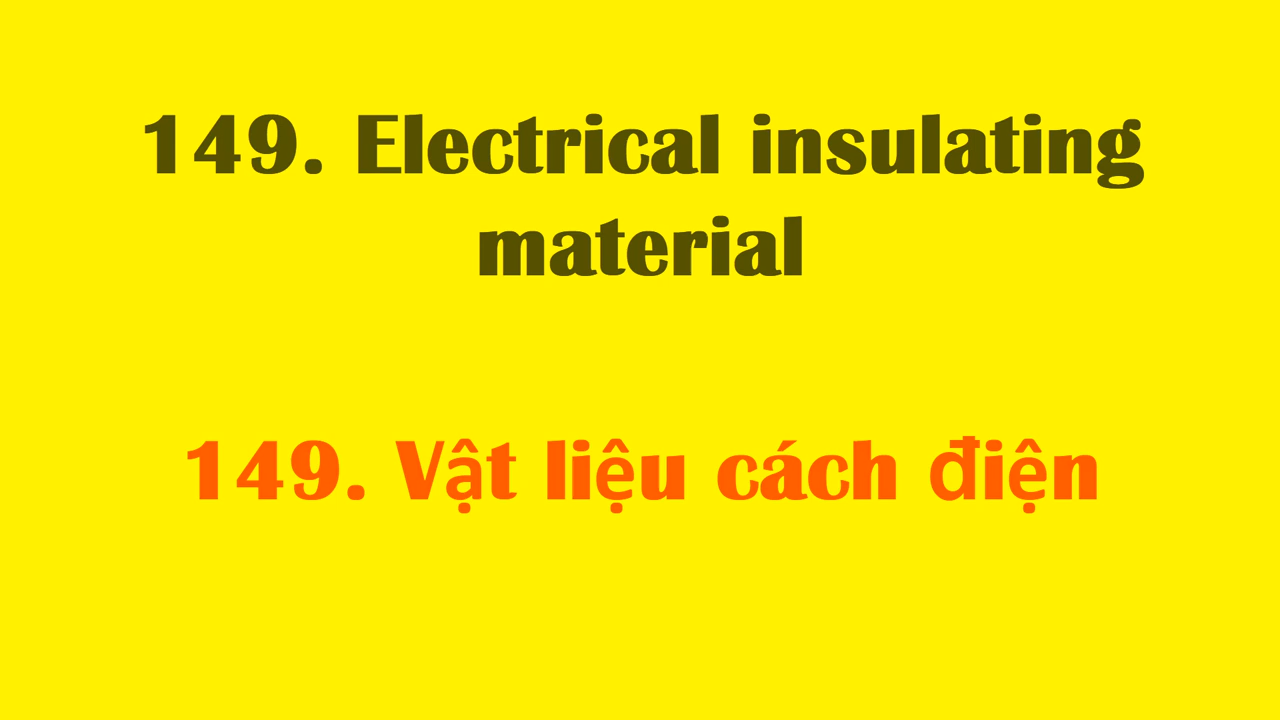 149. Electrical insulating
material
149. Vật liệu cách điện